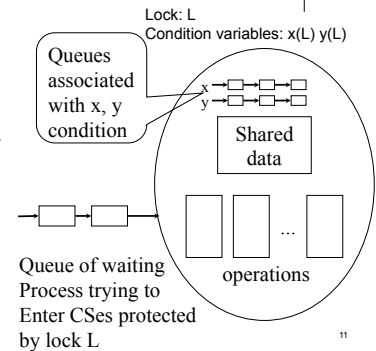 Lock: L
Condition variables: x(L) y(L)
Queues
associated
with x, y
condition
x
y
Shared
data
...
operations
Queue of waiting
Process trying to
Enter CSes protected
by lock L
11